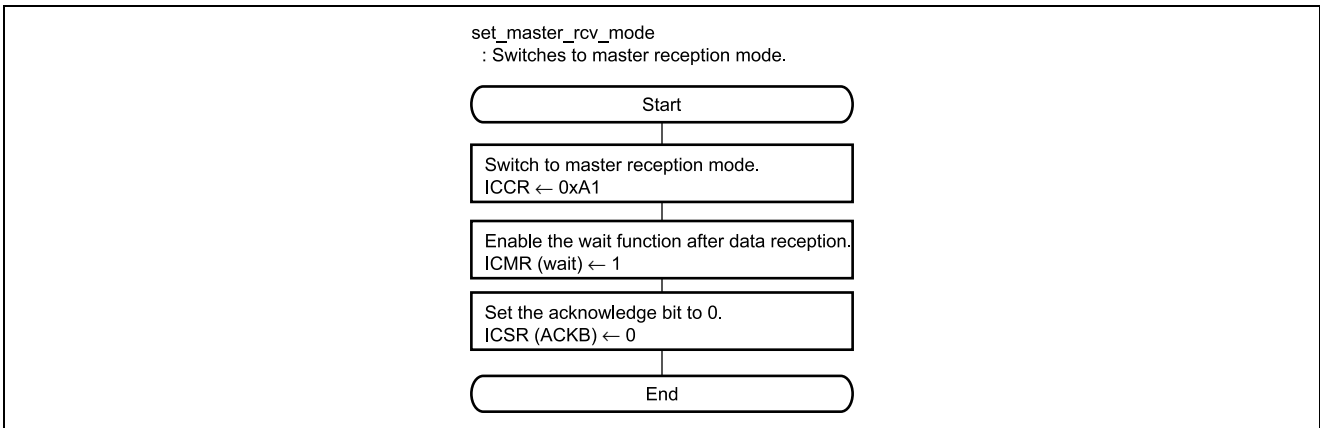 set_master_rcv_mode
: Switches to master reception mode.
Start
Switch to master reception mode.
ICCR ← 0xA1
Enable the wait function after data reception.
ICMR (wait) ← 1
Set the acknowledge bit to 0.
ICSR (ACKB) ← 0
End